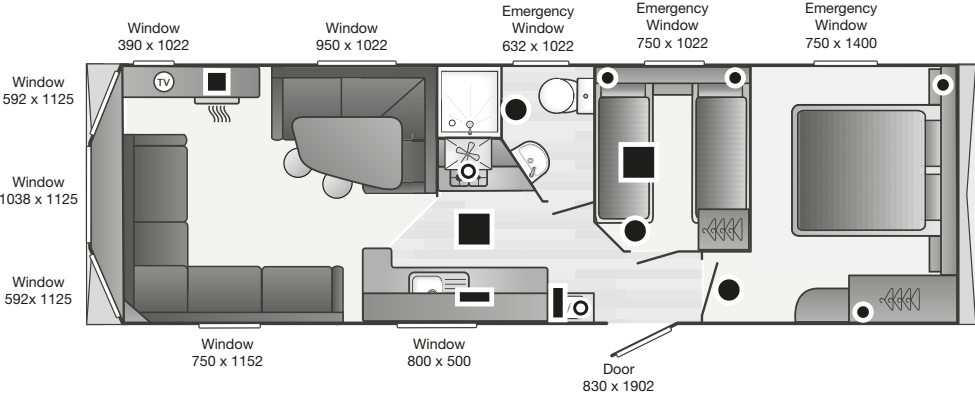 Window
390 x 1022
Window
950 x 1022
Emergency
Window
632 x 1022
Emergency
Window
750 x 1022
Emergency
Window
750 x 1400
Window
592 x 1125
TV
Window
1038 x 1125
Window
592x 1125
Window
750 x 1152
Window
800 x 500
Door
830 x 1902